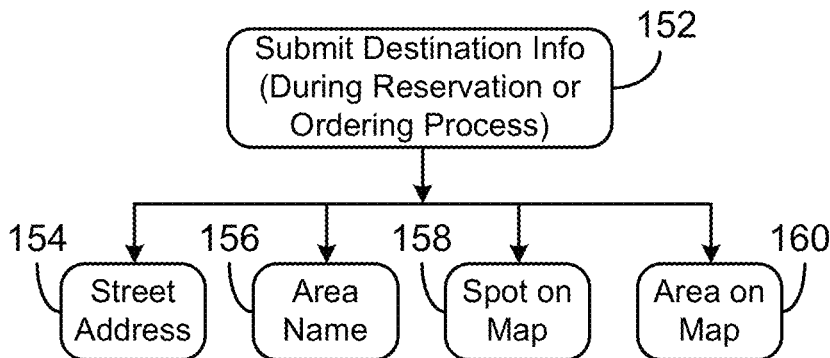 Submit Destination Info
(During Reservation or
Ordering Process)
152
154
Street
Address
156
Area
Name
158
Spot on
Map
160
Area on
Map